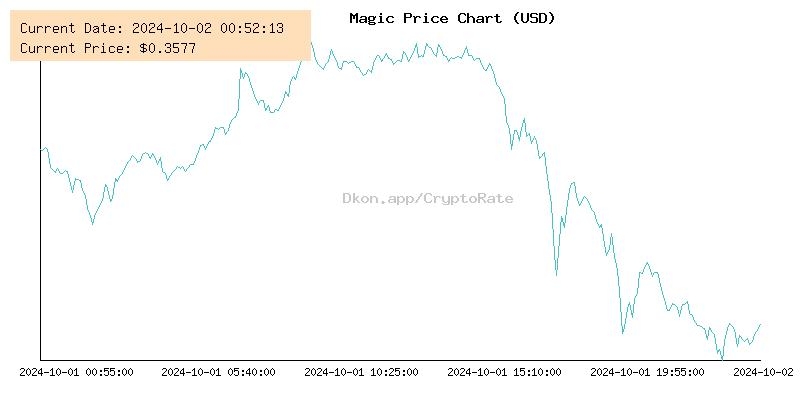 Magic Price Chart (USD)
Current Date: 2024-10-02 00:52:13
Current Price: $0.3577
Dkon.app/CryptoRate
2024-10-01 00:55:00 2024-10-01 05:40:00 2024-10-01 10:25:00 2024-10-01 15:10:00 2024-10-01 19:55:00 2024-10-02